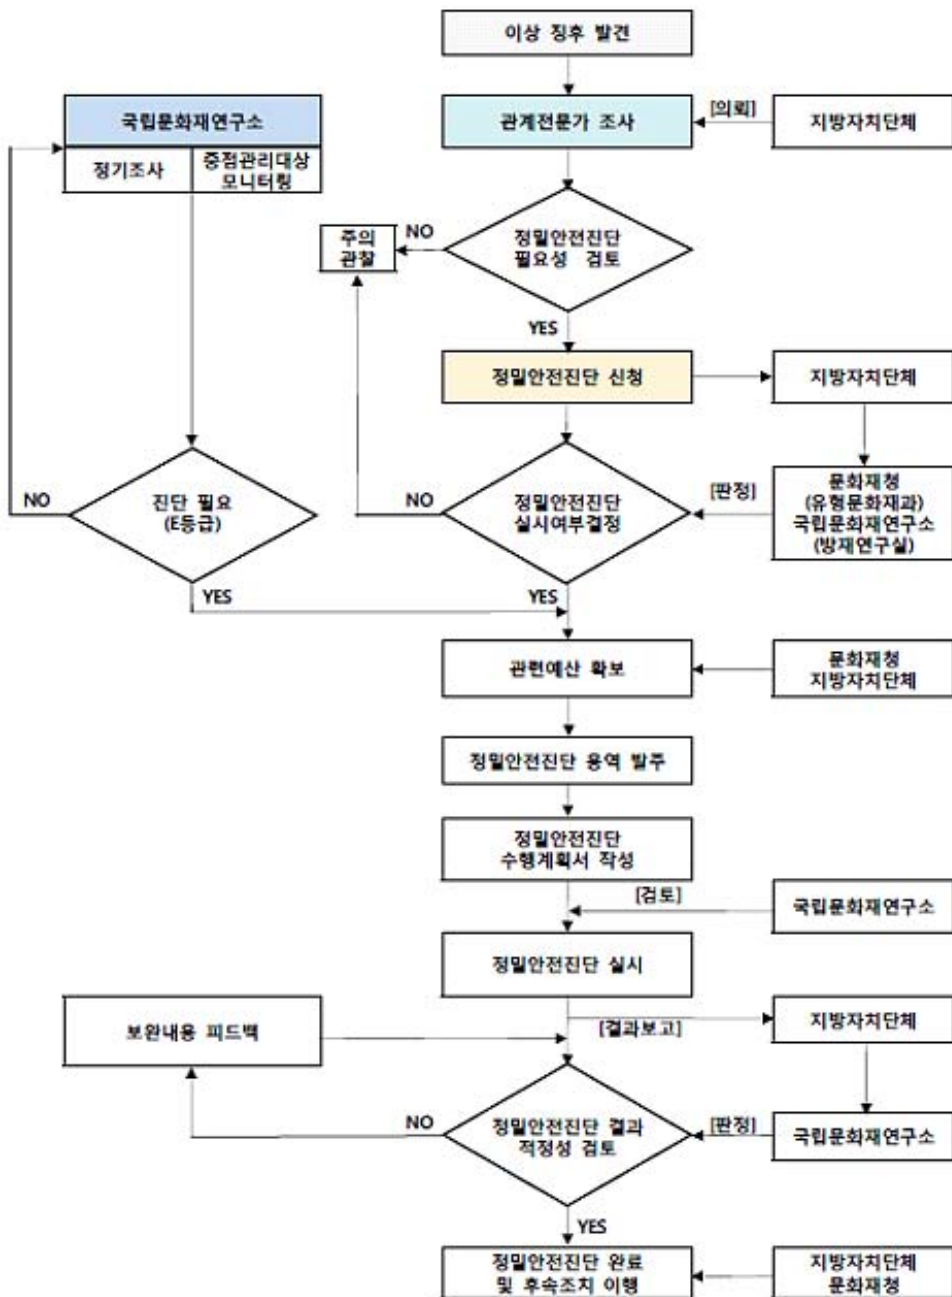 이상 징후 발견
국립문화재연구소
정기조사
중점관리대상
모니터링
관계전문가 조사
[의뢰]
지방자치단체
주의
관찰
NO
정밀안전진단
필요성 검토
YES
정밀안전진단 신청
지방자치단체
NO
진단 필요
(E등급)
YES
NO
정밀안전진단
실시여부결정
YES
[판정]
문화재청
(유형문화재과)
국립문화재연구소
(방재연구실)
관련예산 확보
문화재청
지방자치단체
정밀안전진단 용역 발주
정밀안전진단
수행계획서 작성
[검토]
국립문화재연구소
정밀안전진단 실시
보완내용 피드백
[결과보고]
지방자치단체
NO
정밀안전진단 결과
적정성 검토
[판정]
국립문화재연구소
YES
정밀안전진단 완료
및 후속조치 이행
지방자치단체
문화재청